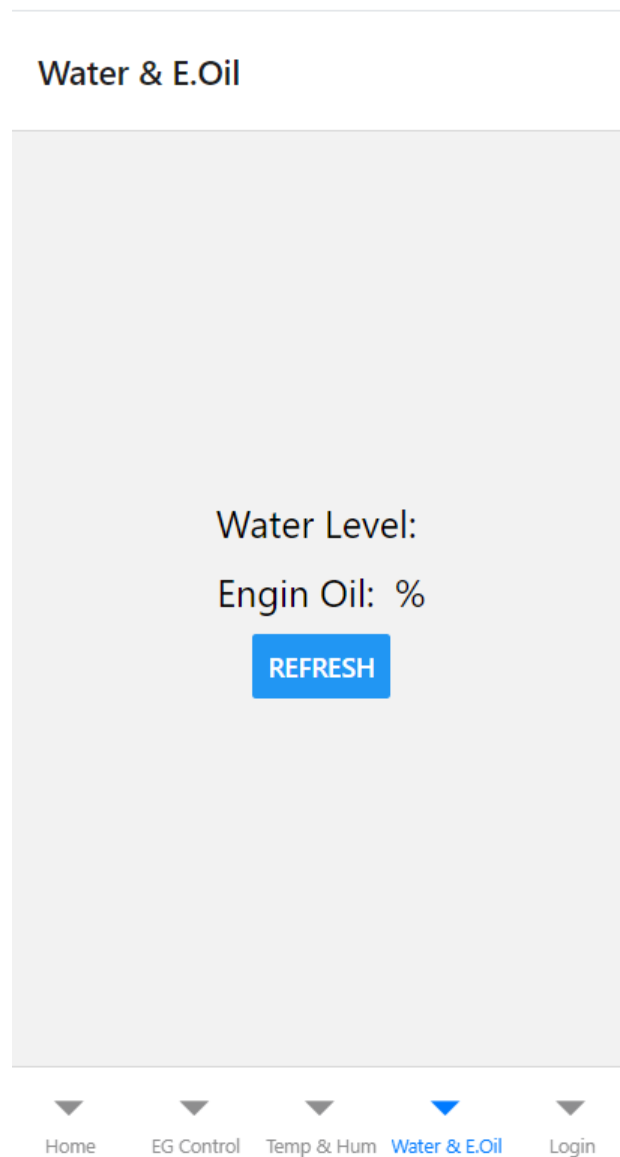 Water & E.Oil
Water Level:
Engin Oil: %
REFRESH
Home EG Control Temp & Hum Water & E.Oil Login